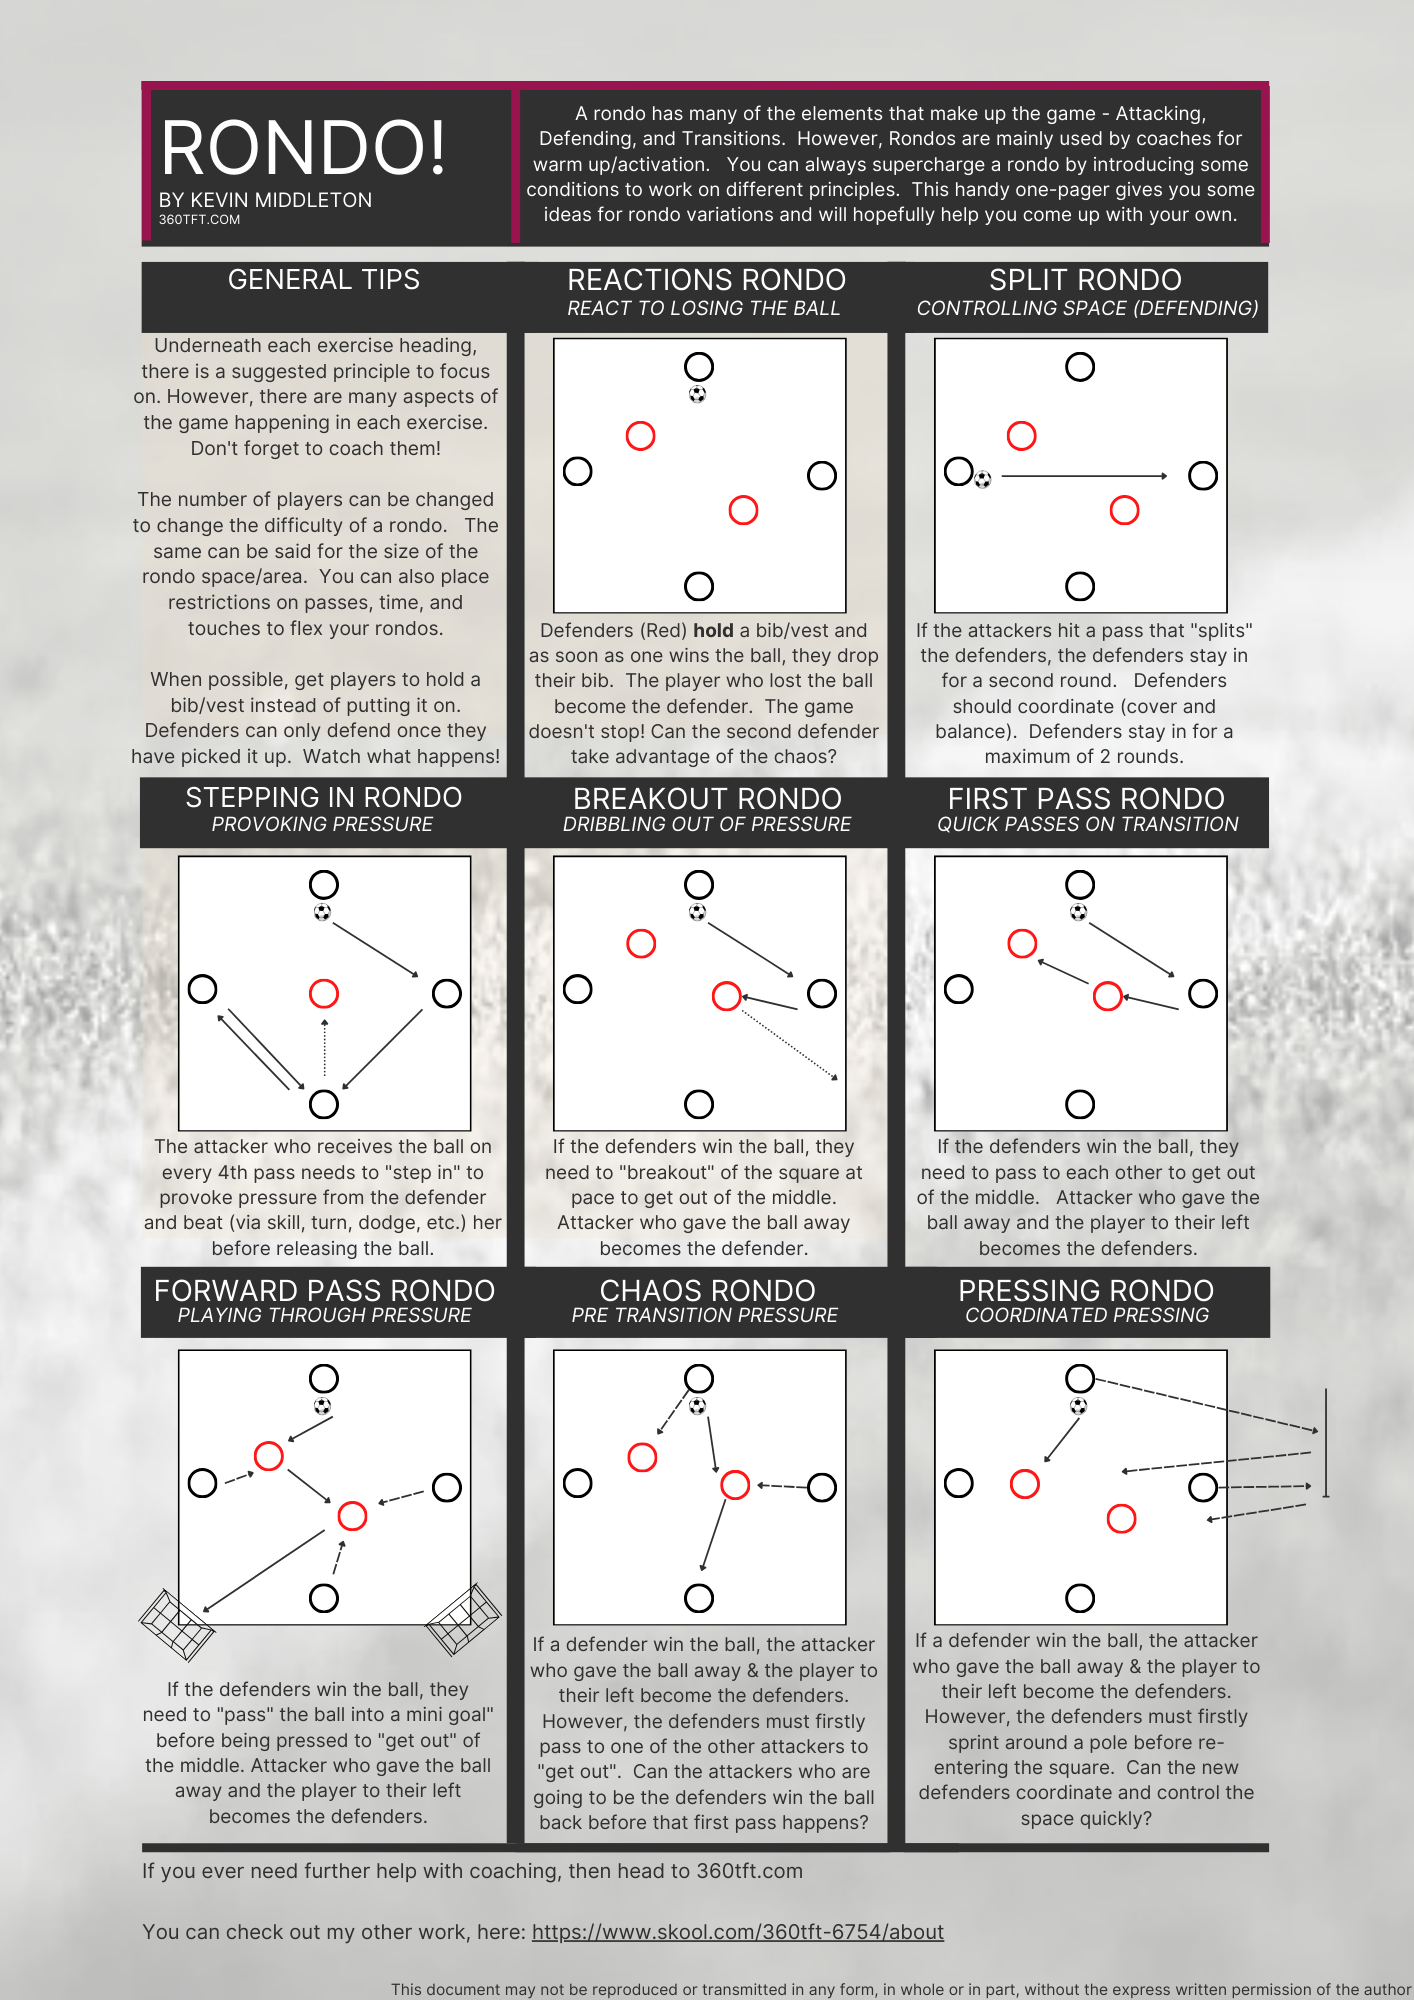 RONDO!
BY KEVIN MIDDLETON
360TFT.COM
A rondo has many of the elements that make up the game - Attacking,
Defending, and Transitions.  However, Rondos are mainly used by coaches for
warm up/activation.   You can always supercharge a rondo by introducing some
conditions to work on different principles.  This handy one-pager gives you some
ideas for rondo variations and will hopefully help you come up with your own.
GENERAL TIPS
Underneath each exercise heading,
there is a suggested principle to focus
on. However, there are many aspects of
the game happening in each exercise.
Don't forget to coach them!
The number of players can be changed
to change the difficulty of a rondo.   The
same can be said for the size of the
rondo space/area.  You can also place
restrictions on passes, time, and
touches to flex your rondos.
When possible, get players to hold a
bib/vest instead of putting it on.
Defenders can only defend once they
have picked it up.  Watch what happens!
REACTIONS RONDO
REACT TO LOSING THE BALL
Defenders (Red) hold a bib/vest and
as soon as one wins the ball, they drop
their bib.  The player who lost the ball
become the defender.  The game
doesn't stop! Can the second defender
take advantage of the chaos?
SPLIT RONDO
CONTROLLING SPACE (DEFENDING)
If the attackers hit a pass that "splits"
the defenders, the defenders stay in
for a second round.   Defenders
should coordinate (cover and
balance).  Defenders stay in for a
maximum of 2 rounds.
STEPPING IN RONDO
PROVOKING PRESSURE
The attacker who receives the ball on
every 4th pass needs to "step in" to
provoke pressure from the defender
and beat (via skill, turn, dodge, etc.) her
before releasing the ball.
BREAKOUT RONDO
DRIBBLING OUT OF PRESSURE
If the defenders win the ball, they
need to "breakout" of the square at
pace to get out of the middle.
Attacker who gave the ball away
becomes the defender.
FIRST PASS RONDO
QUICK PASSES ON TRANSITION
If the defenders win the ball, they
need to pass to each other to get out
of the middle.   Attacker who gave the
ball away and the player to their left
becomes the defenders.
FORWARD PASS RONDO
PLAYING THROUGH PRESSURE
If the defenders win the ball, they
need to "pass" the ball into a mini goal"
before being pressed to "get out" of
the middle. Attacker who gave the ball
away and the player to their left
becomes the defenders.
CHAOS RONDO
PRE TRANSITION PRESSURE
If a defender win the ball, the attacker
who gave the ball away & the player to
their left become the defenders.
However, the defenders must firstly
pass to one of the other attackers to
"get out".  Can the attackers who are
going to be the defenders win the ball
back before that first pass happens?
PRESSING RONDO
COORDINATED PRESSING
If a defender win the ball, the attacker
who gave the ball away & the player to
their left become the defenders.
However, the defenders must firstly
sprint around a pole before re-
entering the square.  Can the new
defenders coordinate and control the
space quickly?
If you ever need further help with coaching, then head to 360tft.com
You can check out my other work, here: https://www.skool.com/360tft-6754/about
This document may not be reproduced or transmitted in any form, in whole or in part, without the express written permission of the author